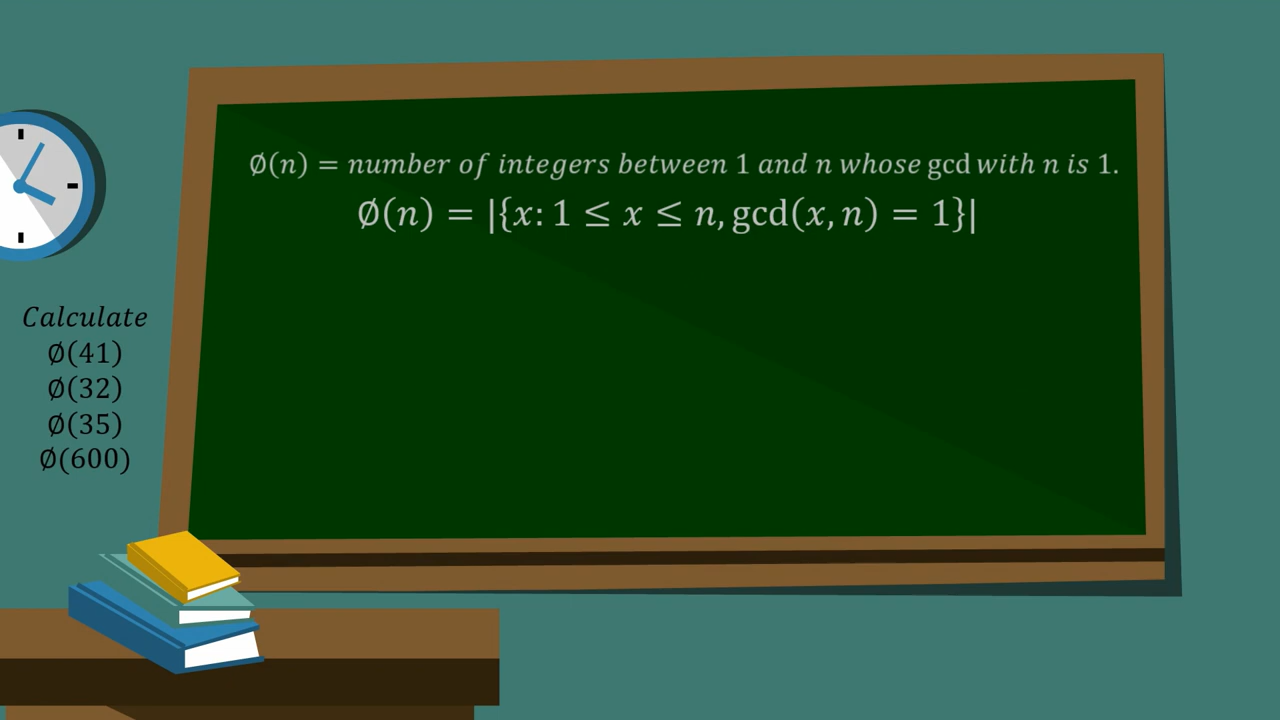 ∅(n) = number of integers between 1 and n whose gcd with n is 1.
∅(n) = |{x: 1 ≤ x ≤ n, gcd(x, n) = 1}|
Calculate
∅(41)
∅(32)
∅(35)
∅(600)